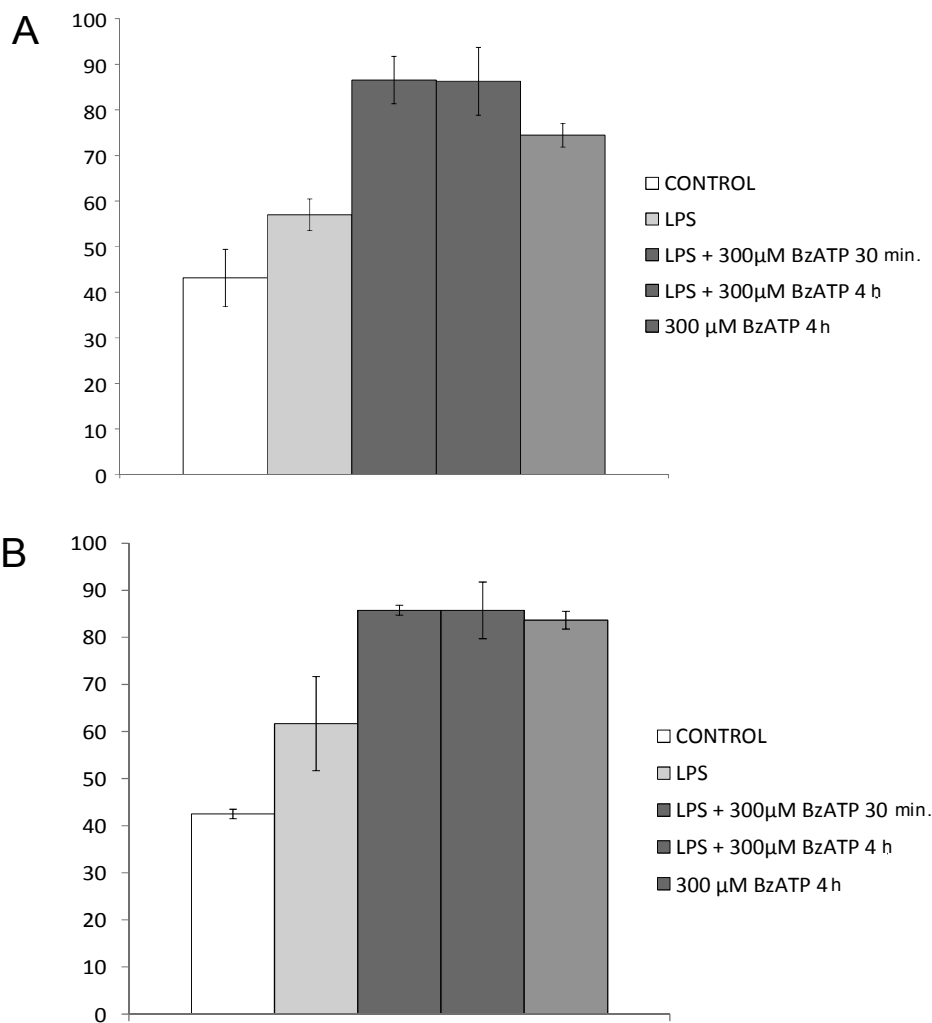 A
100
90
80
70
60
50
40
30
20
10
0
CONTROL
LPS
LPS + 300µM BzATP 30 min.
LPS + 300µM BzATP 4 h
300 µM BzATP 4 h
B
100
90
80
70
60
50
40
30
20
10
0
CONTROL
LPS
LPS + 300µM BzATP 30 min.
LPS + 300µM BzATP 4 h
300 µM BzATP 4 h